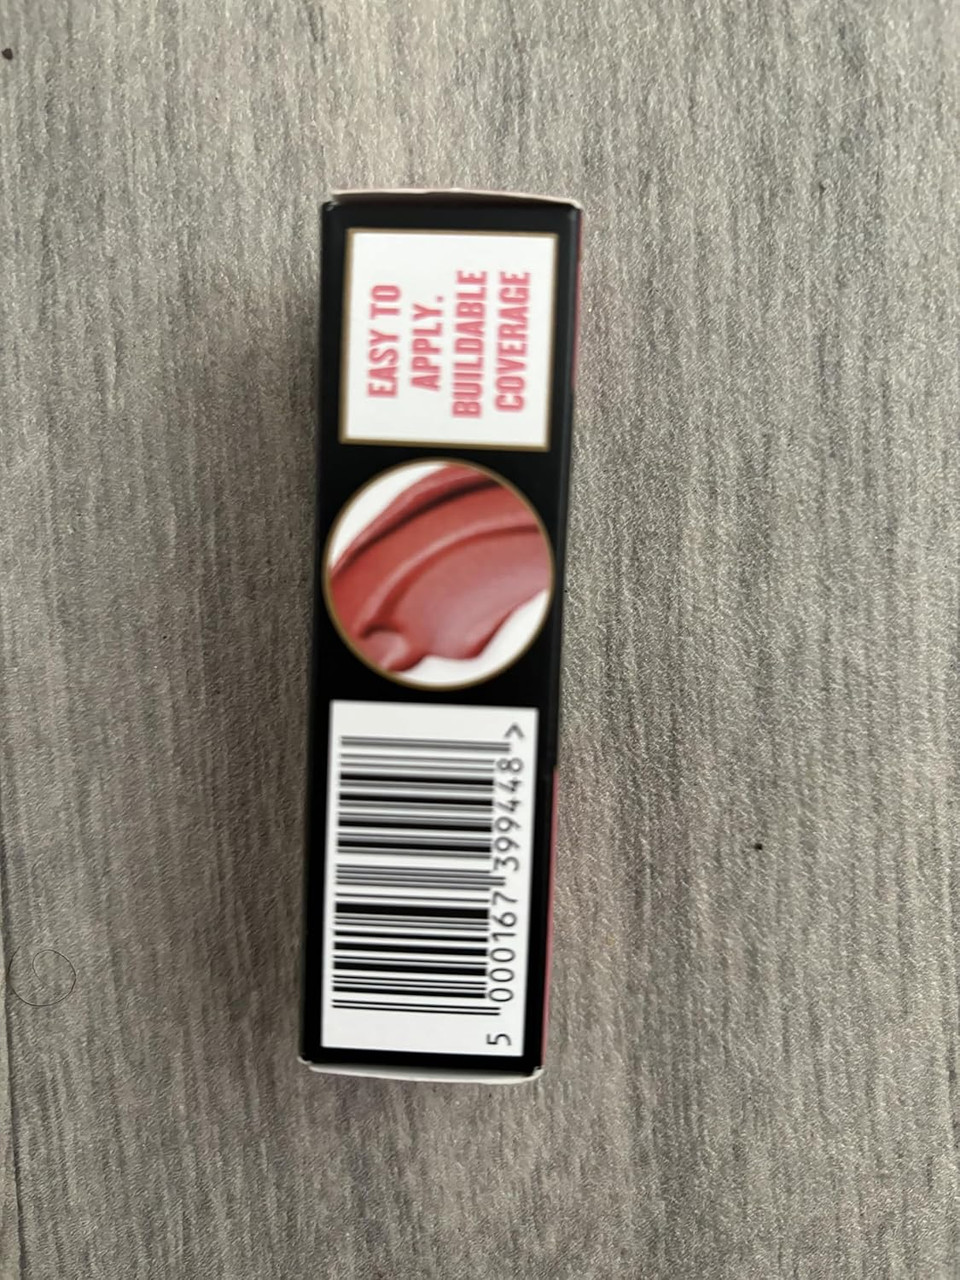 EASY TO
APPLY.
BUILDABLE
COVERAGE
5 000167 399448 >